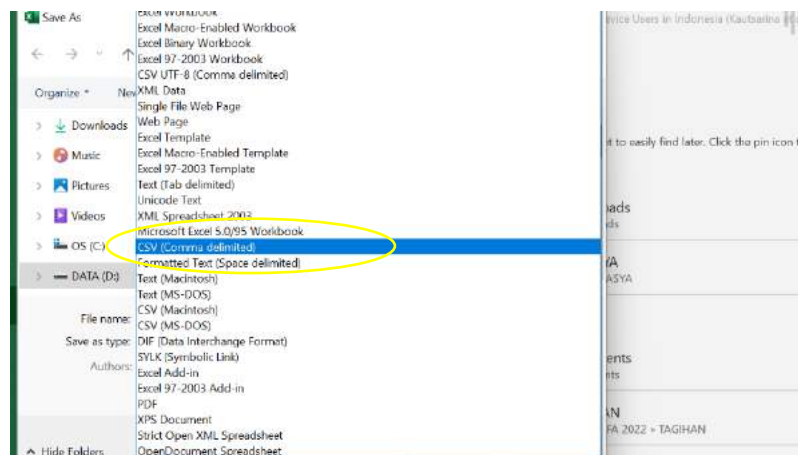 Save As
Organize
New
Downloads
Music
Pictures
Videos
OS (C:)
DATA (D:)
File name:
Save as type:
Authors:
Hide Folders
Excel Workbook
Excel Macro-Enabled Workbook
Excel Binary Workbook
Excel 97-2003 Workbook
CSV UTF-8 (Comma delimited)
XML Data
Single File Web Page
Web Page
Excel Template
Excel Macro-Enabled Template
Excel 97-2003 Template
Text (Tab delimited)
Unicode Text
XML Spreadsheet 2003
Microsoft Excel 5.0/95 Workbook
CSV (Comma delimited)
Formatted Text (Space delimited)
Text (Macintosh)
Text (MS-DOS)
CSV (Macintosh)
CSV (MS-DOS)
DIF (Data Interchange Format)
SYLK (Symbolic Link)
Excel Add-in
Excel 97-2003 Add-in
PDF
XPS Document
Strict Open XML Spreadsheet
OpenDocument Spreadsheet
vice Users in Indonesia (Kautsarina
t to easily find later. Click the pin icon t
ads
ds
YA
ASYA
ents
nts
AN
FA 2022 » TAGIHAN